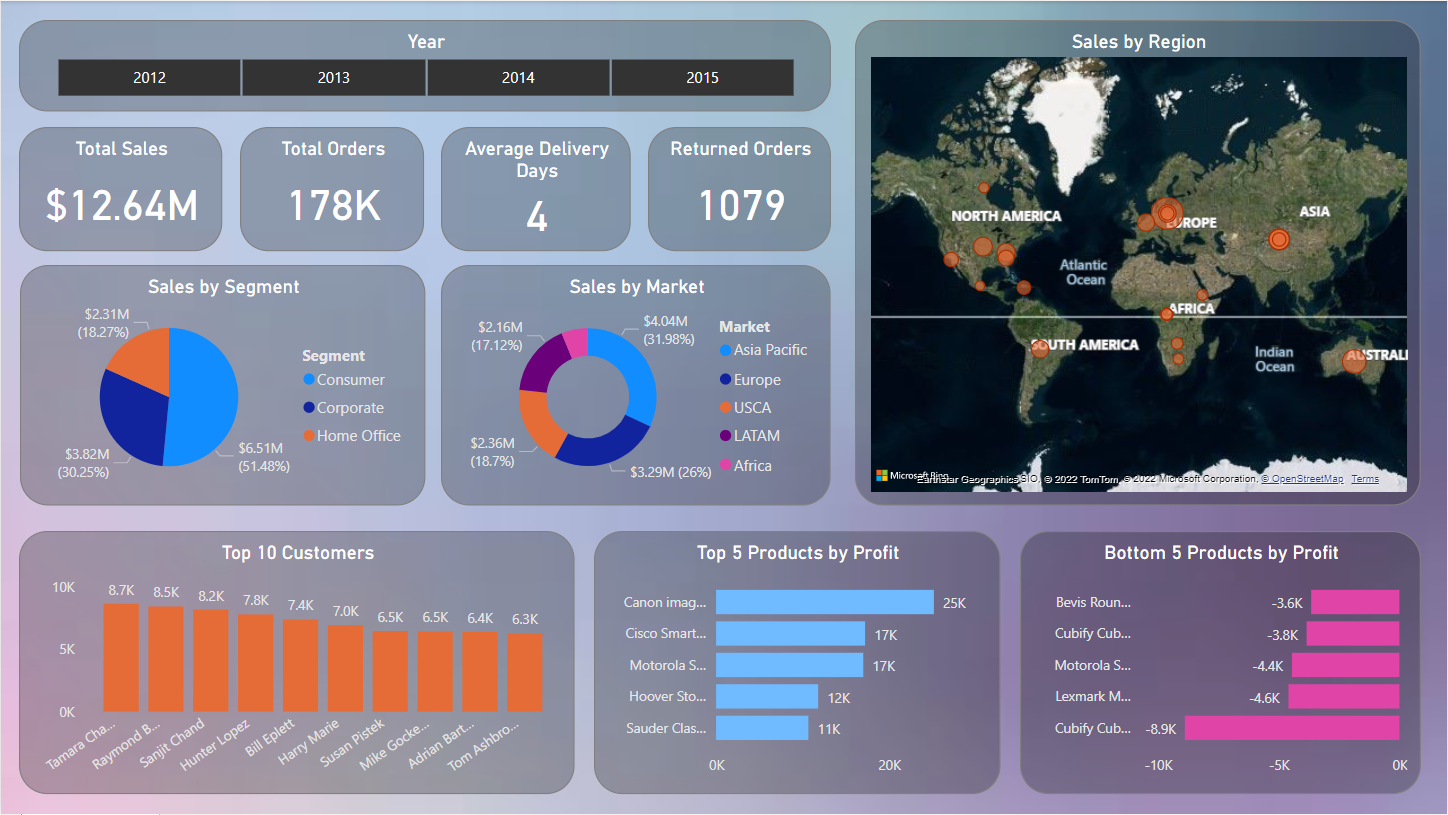 Year
2012
2013
2014
2015
Total Sales
$12.64M
Total Orders
178K
Average Delivery
Days
4
Returned Orders
1079
Sales by Segment
$2.31M
(18.27%)
$3.82M
(30.25%)
$6.51M
(51.48%)
Segment
Consumer
Corporate
Home Office
Sales by Market
$2.16M
(17.12%)
$4.04M
(31.98%)
$2.36M
(18.7%)
$3.29M (26%)
Market
Asia Pacific
Europe
USCA
LATAM
Africa
Sales by Region
NORTH AMERICA
EUROPE
ASIA
Atlantic
Ocean
AFRICA
SOUTH AMERICA
Indian
Ocean
AUSTRALI
Microsoft Bing
Earthstar Geographics SIO, © 2022 TomTom, © 2022 Microsoft Corporation, © OpenStreetMap Terms
Top 10 Customers
10K
5K
0K
8.7K
8.5K
8.2K
7.8K
7.4K
7.0K
6.5K
6.5K
6.4K
6.3K
Tamara Cha...
Raymond B...
Sanjit Chand
Hunter Lopez
Bill Eplett
Harry Marie
Susan Pistek
Mike Gocke...
Adrian Bart...
Tom Ashbro...
Top 5 Products by Profit
Canon imag... 25K
Cisco Smart... 17K
Motorola S... 17K
Hoover Sto... 12K
Sauder Clas... 11K
0K 20K
Bottom 5 Products by Profit
Bevis Roun... -3.6K
Cubify Cub... -3.8K
Motorola S... -4.4K
Lexmark M... -4.6K
Cubify Cub... -8.9K
-10K -5K 0K